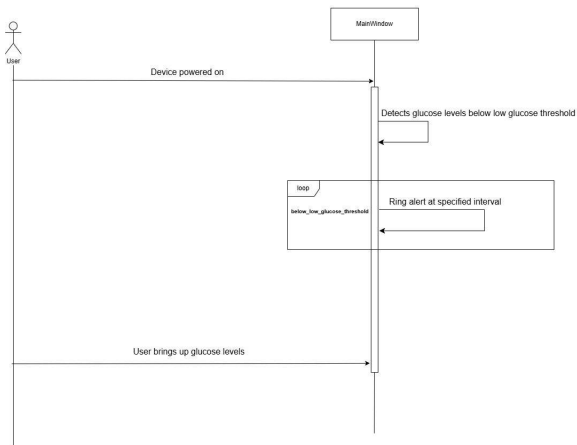 MainWindow
User
Device powered on
Detects glucose levels below low glucose threshold
loop
below_low_glucose_threshold
Ring alert at specified interval
User brings up glucose levels